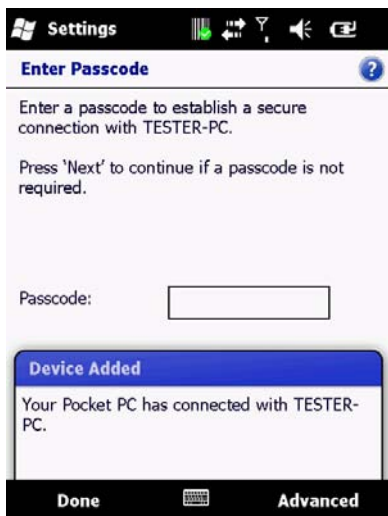 Settings
Enter Passcode
?
Enter a passcode to establish a secure
connection with TESTER-PC.
Press 'Next' to continue if a passcode is not
required.
Passcode:
Device Added
Your Pocket PC has connected with TESTER-
PC.
Done Advanced